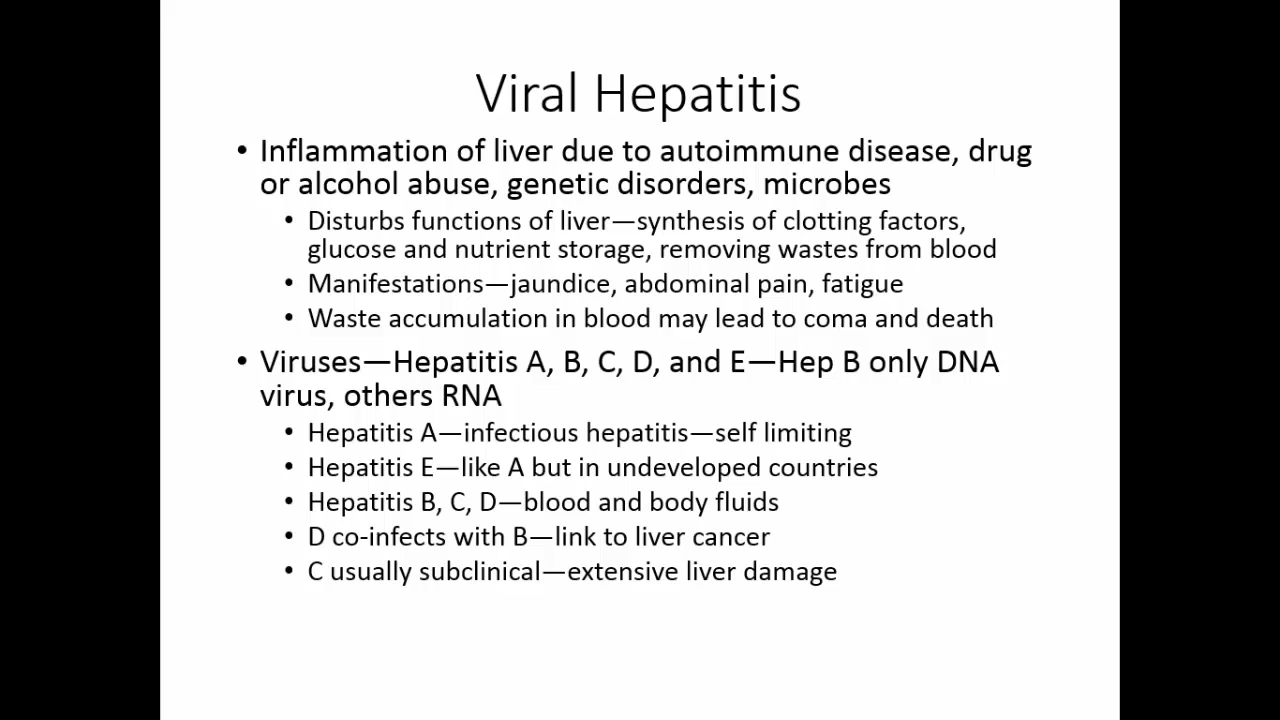 Viral Hepatitis
• Inflammation of liver due to autoimmune disease, drug
or alcohol abuse, genetic disorders, microbes
• Disturbs functions of liver—synthesis of clotting factors,
glucose and nutrient storage, removing wastes from blood
• Manifestations—jaundice, abdominal pain, fatigue
• Waste accumulation in blood may lead to coma and death
• Viruses—Hepatitis A, B, C, D, and E—Hep B only DNA
virus, others RNA
• Hepatitis A—infectious hepatitis—self limiting
• Hepatitis E—like A but in undeveloped countries
• Hepatitis B, C, D—blood and body fluids
• D co-infects with B—link to liver cancer
• C usually subclinical—extensive liver damage